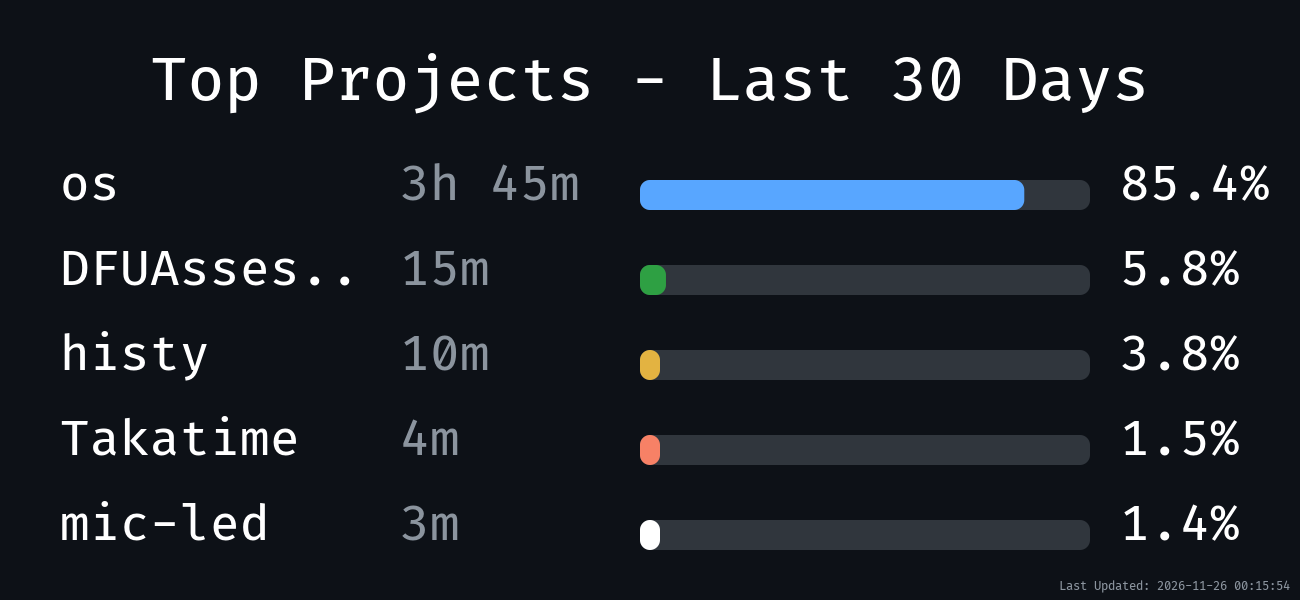 Top Projects - Last 30 Days
os 3h 45m 85.4%
DFUAsses.. 15m 5.8%
histy 10m 3.8%
Takatime 4m 1.5%
mic-led 3m 1.4%
Last Updated: 2026-11-26 00:15:54